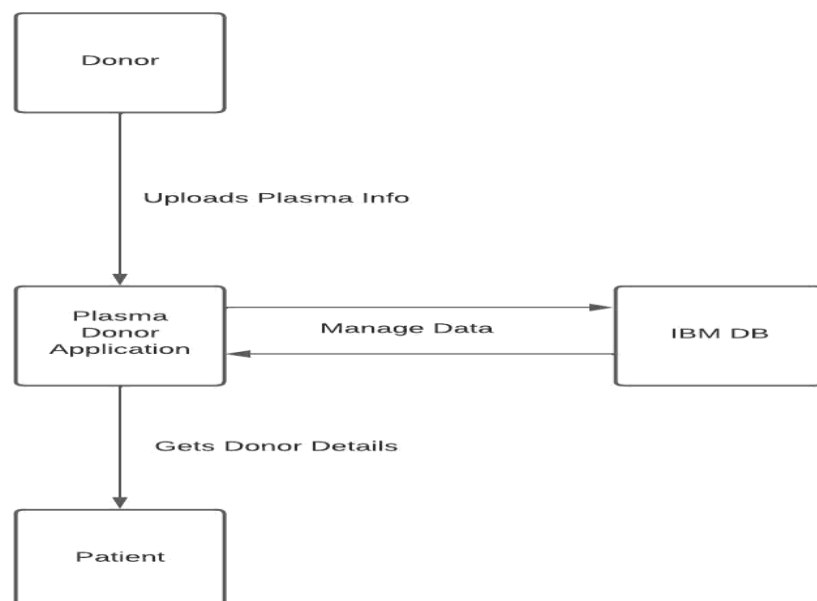 Donor
Uploads Plasma Info
Plasma
Donor
Application
Manage Data
IBM DB
Gets Donor Details
Patient